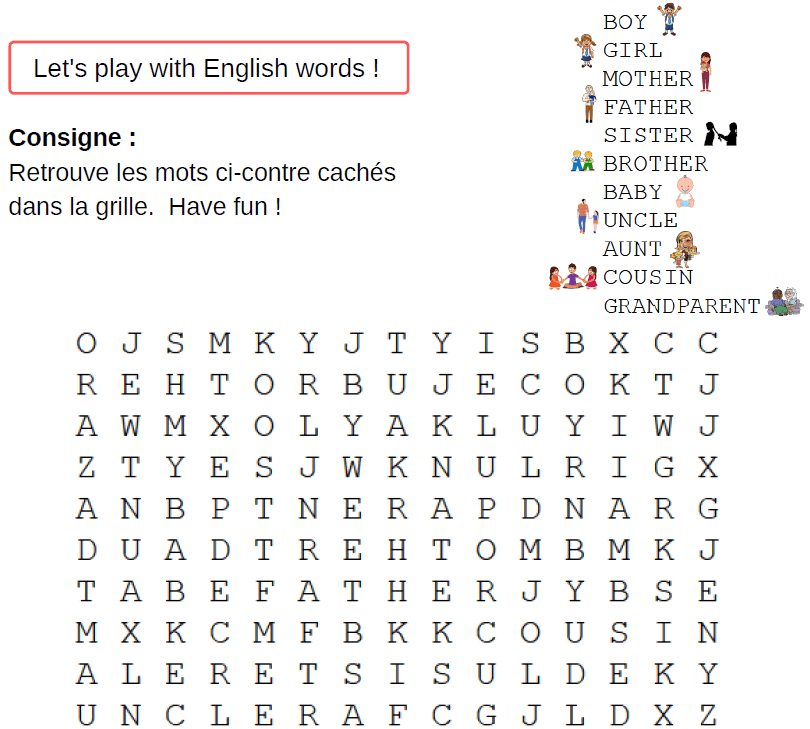 Let's play with English words !
Consigne :
Retrouve les mots ci-contre cachés
dans la grille.  Have fun !
BOY
GIRL
MOTHER
FATHER
SISTER
BROTHER
BABY
UNCLE
AUNT
COUSIN
GRANDPARENT
O J S M K Y J T Y I S B X C C
R E H T O R B U J E C O K T J
A W M X O L Y A K L U Y I W J
Z T Y E S J W K N U L R I G X
A N B P T N E R A P D N A R G
D U A D T R E H T O M B M K J
T A B E F A T H E R J Y B S E
M X K C M F B K K C O U S I N
A L E R E T S I S U L D E K Y
U N C L E R A F C G J L D X Z